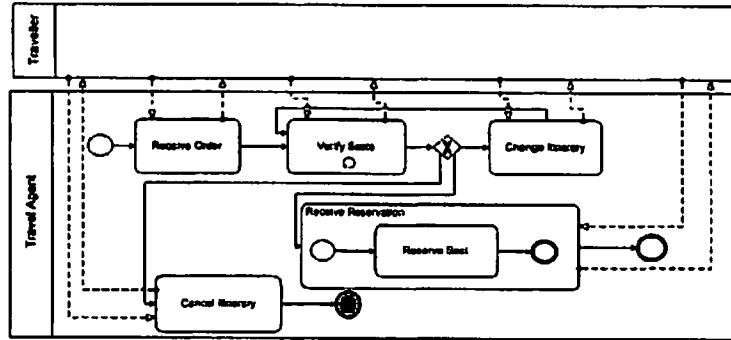 Traveller
Travel Agent
Receive Order
Verify Seats
Change Itinerary
Receive Reservation
Reserve Seat
Cancel Itinerary